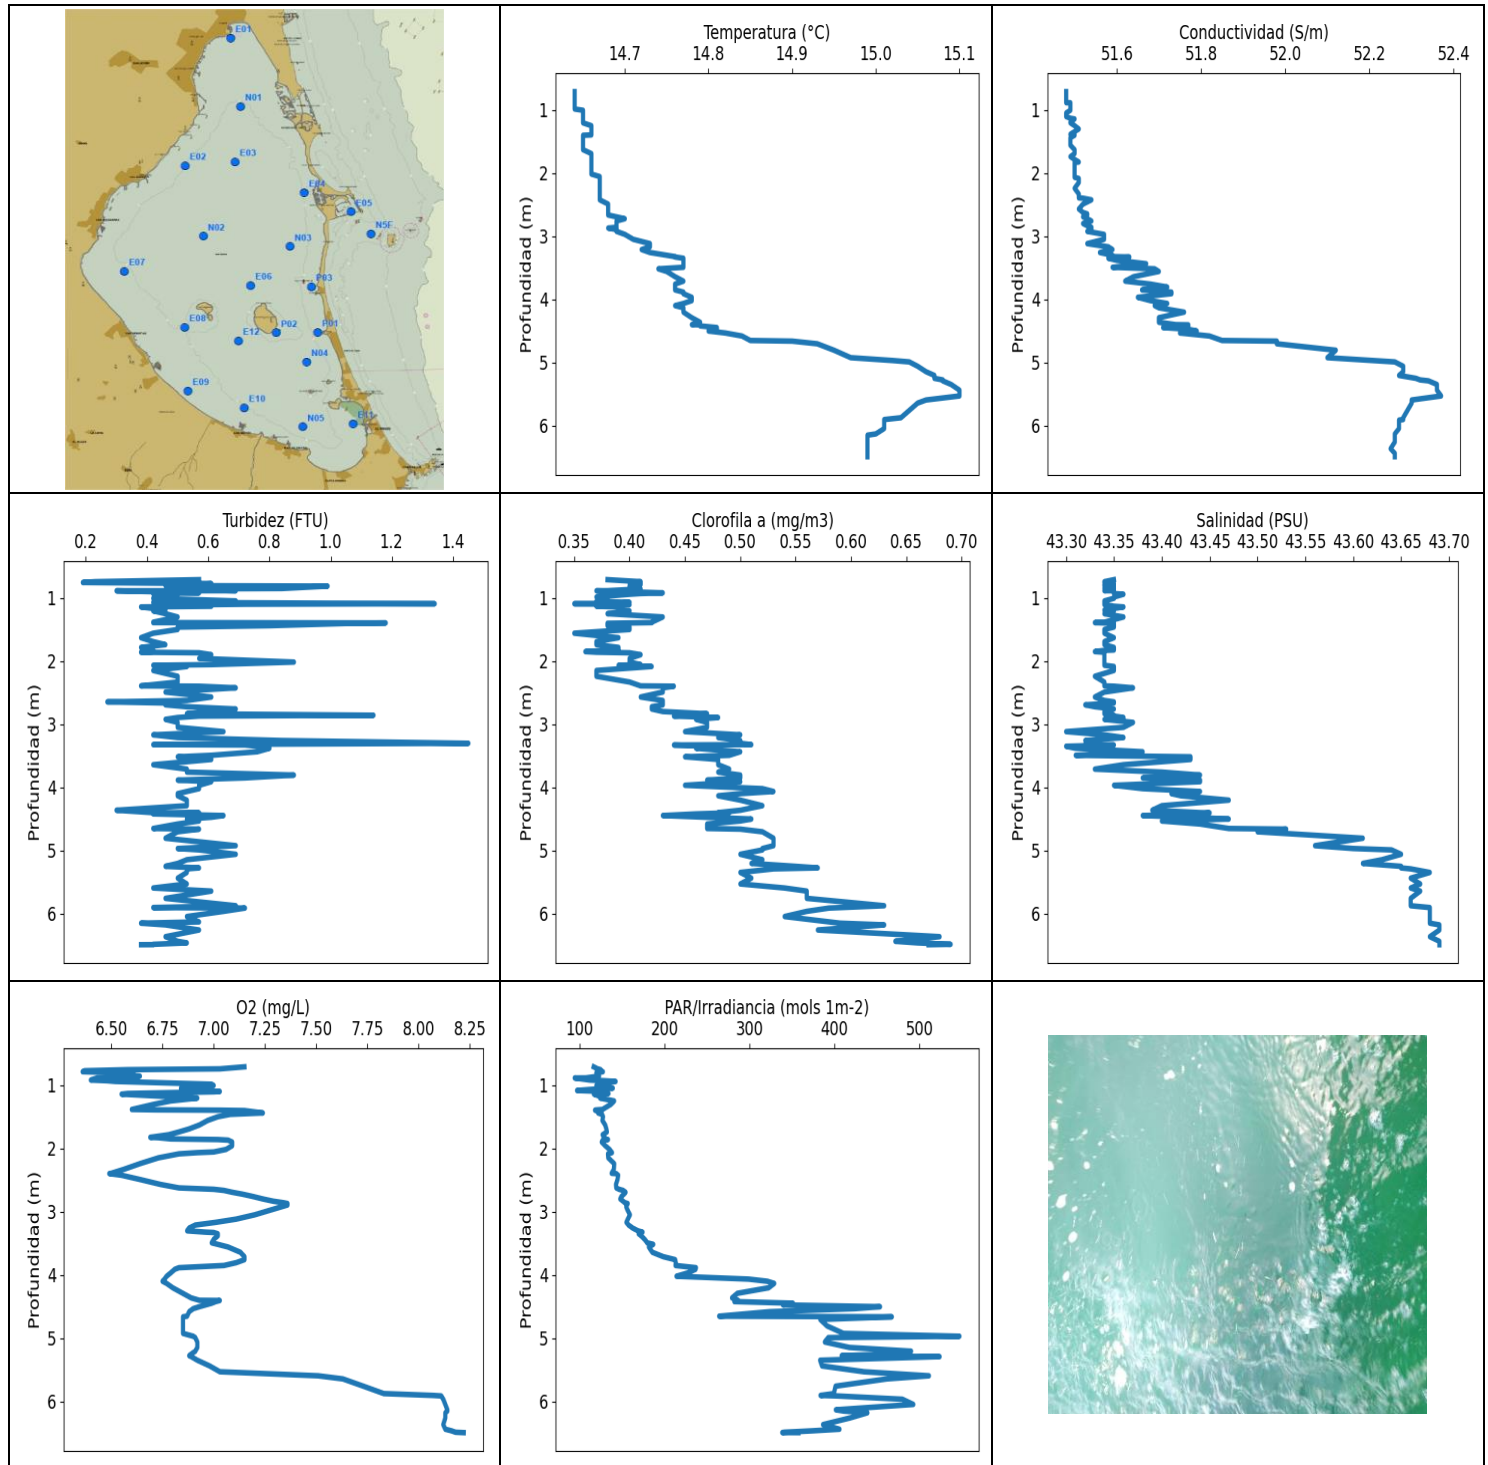 E01
N01
E02
E03
E04
E05
N5F
N02
N03
E07
E06
P03
E08
P02
P01
E12
N04
E09
E10
N05
E11
Temperatura (°C)
14.7 14.8 14.9 15.0 15.1
Profundidad (m)
1
2
3
4
5
6
Conductividad (S/m)
51.6 51.8 52.0 52.2 52.4
Profundidad (m)
1
2
3
4
5
6
Turbidez (FTU)
0.2 0.4 0.6 0.8 1.0 1.2 1.4
Profundidad (m)
1
2
3
4
5
6
Clorofila a (mg/m3)
0.35 0.40 0.45 0.50 0.55 0.60 0.65 0.70
Profundidad (m)
1
2
3
4
5
6
Salinidad (PSU)
43.30 43.35 43.40 43.45 43.50 43.55 43.60 43.65 43.70
Profundidad (m)
1
2
3
4
5
6
O2 (mg/L)
6.50 6.75 7.00 7.25 7.50 7.75 8.00 8.25
Profundidad (m)
1
2
3
4
5
6
PAR/Irradiancia (mols 1m-2)
100 200 300 400 500
Profundidad (m)
1
2
3
4
5
6